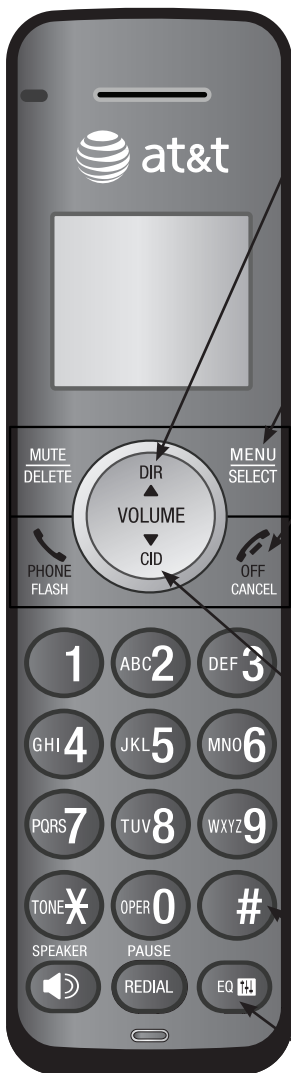 at&t
MUTE
DELETE
DIR
MENU
SELECT
VOLUME
PHONE
FLASH
CID
OFF
CANCEL
1 ABC2 DEF3
GHI4 JKL5 MNO6
PQRS7 TUV8 WXYZ9
TONE* OPER0 #
SPEAKER PAUSE
REDIAL EQ